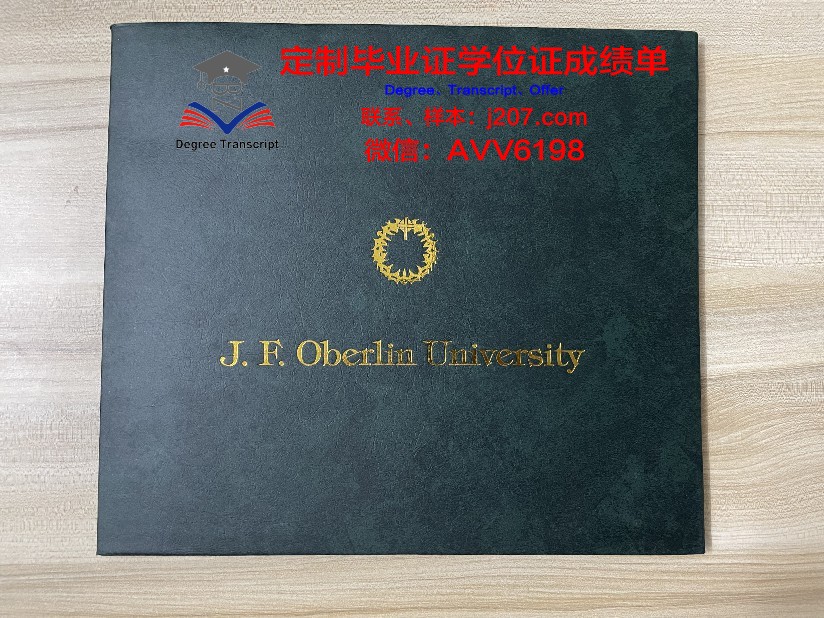 定制毕业证学位证成绩单
Degree、Transcript、Offer
联系、样本：j207.com
微信：AVV6198
Degree Transcript
J. F. Oberlin University